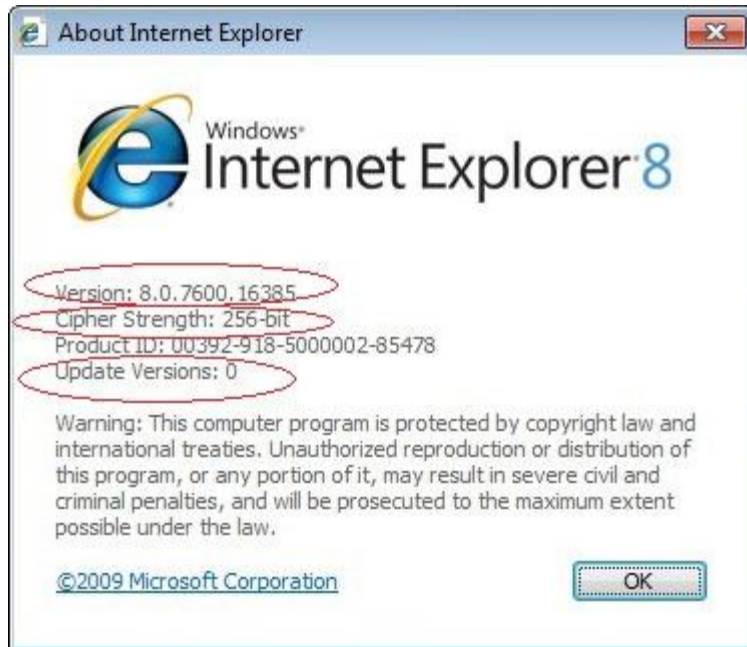 About Internet Explorer
Windows®
Internet Explorer 8
Version: 8.0.7600.16385
Cipher Strength: 256-bit
Product ID: 00392-918-5000002-85478
Update Versions: 0
Warning: This computer program is protected by copyright law and
international treaties. Unauthorized reproduction or distribution of
this program, or any portion of it, may result in severe civil and
criminal penalties, and will be prosecuted to the maximum extent
possible under the law.
©2009 Microsoft Corporation
OK